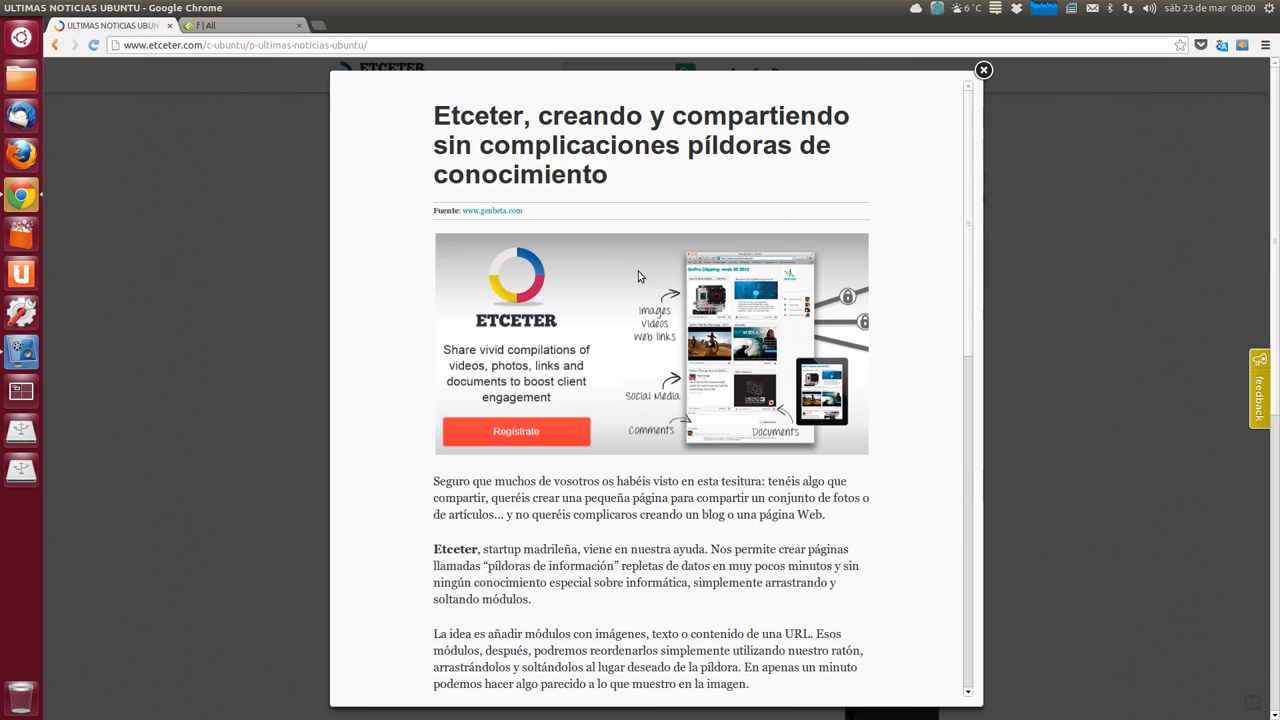 ULTIMAS NOTICIAS UBUNTU - Google Chrome
6°C
sáb 23 de mar 08:00
ULTIMAS NOTICIAS UBUN
f | All
www.etceter.com/c-ubuntu/p-ultimas-noticias-ubuntu/
ETCETER
Etceter, creando y compartiendo
sin complicaciones píldoras de
conocimiento
Fuente: www.genbeta.com
ETCETER
Share vivid compilations of
videos, photos, links and
documents to boost client
engagement
Regístrate
Images
Videos
Web links
Social Media
Comments
GoPro Clipping: week 02 2012
Documents
feedback
Seguro que muchos de vosotros os habéis visto en esta tesitura: tenéis algo que
compartir, queréis crear una pequeña página para compartir un conjunto de fotos o
de artículos... y no queréis complicaros creando un blog o una página Web.
Etceter, startup madrileña, viene en nuestra ayuda. Nos permite crear páginas
llamadas “píldoras de información” repletas de datos en muy pocos minutos y sin
ningún conocimiento especial sobre informática, simplemente arrastrando y
soltando módulos.
La idea es añadir módulos con imágenes, texto o contenido de una URL. Esos
módulos, después, podremos reordenarlos simplemente utilizando nuestro ratón,
arrastrándolos y soltándolos al lugar deseado de la píldora. En apenas un minuto
podemos hacer algo parecido a lo que muestro en la imagen.